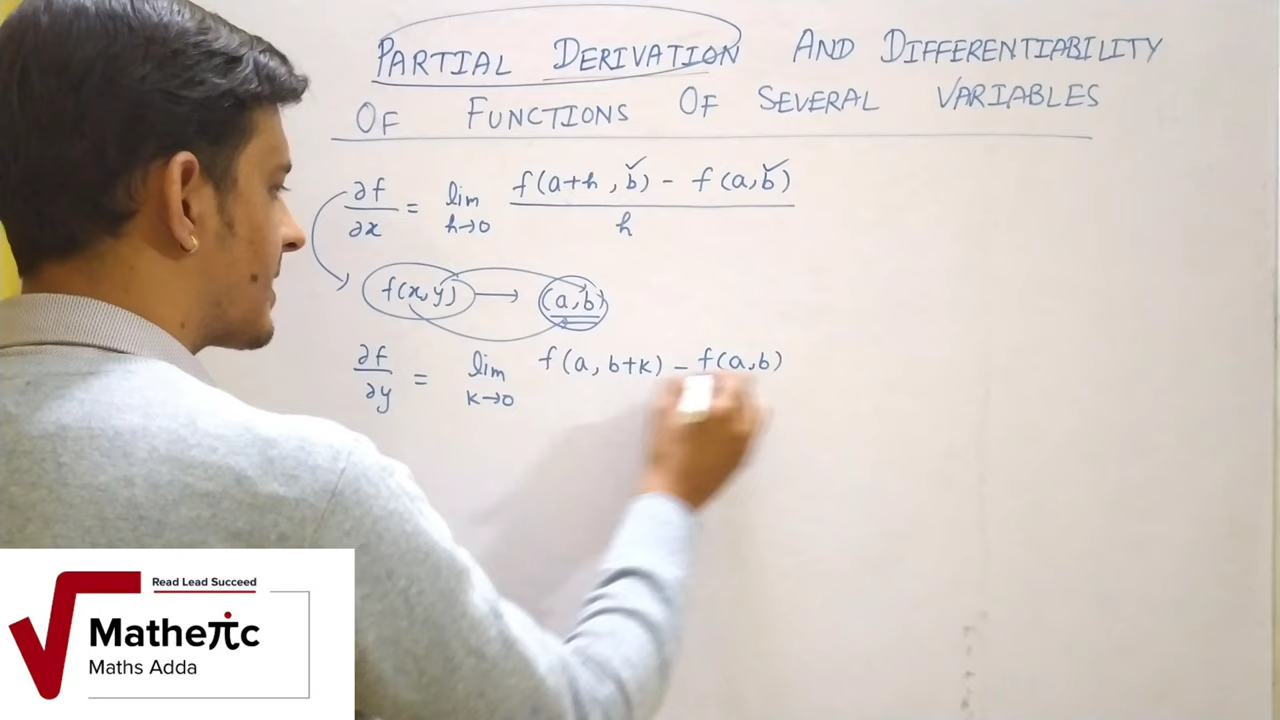 PARTIAL DERIVATION AND DIFFERENTIABILITY
OF FUNCTIONS OF SEVERAL VARIABLES
∂f/∂x = lim h→0 f(a+h, b) - f(a, b) / h
f(x,y) → (a, b)
∂f/∂y = lim k→0 f(a, b+k) - f(a, b)
Read Lead Succeed
Matheπc
Maths Adda